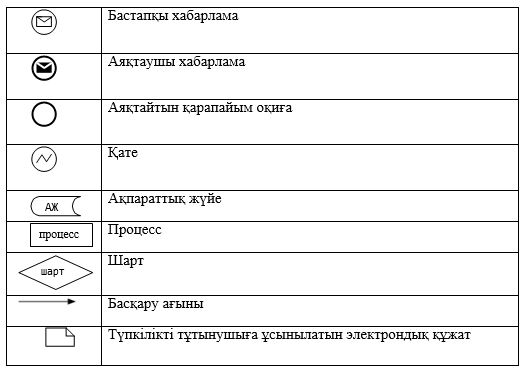 Бастапқы хабарлама
Аяқтаушы хабарлама
Аяқтайтын қарапайым оқиға
Қате
АЖ Ақпараттық жүйе
процесс Процесс
шарт Шарт
Басқару ағыны
Түпкілікті тұтынушыға ұсынылатын электрондық құжат